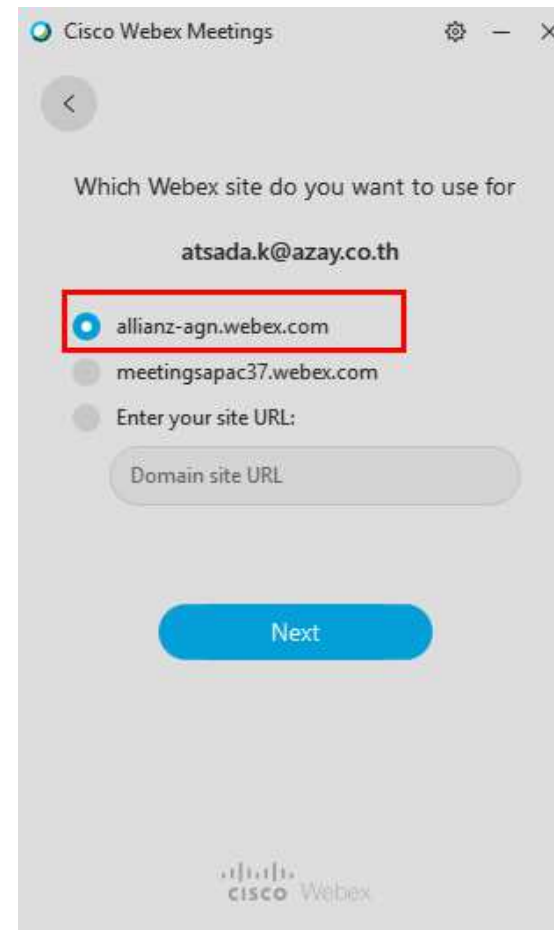 Cisco Webex Meetings
Which Webex site do you want to use for
atsada.k@azay.co.th
allianz-agn.webex.com
meetingsapac37.webex.com
Enter your site URL:
Domain site URL
Next
cisco Webex